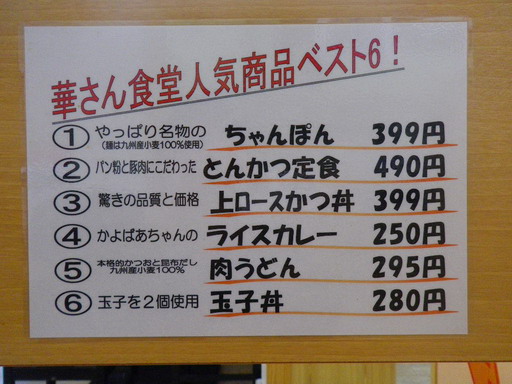 華さん食堂人気商品ベスト6!
① やっぱり名物の ちゃんぽん 399円
(麺は九州産小麦100%使用)
② パン粉と豚肉にこだわった とんかつ定食 490円
③ 驚きの品質と価格 上ロースかつ丼 399円
④ かよばあちゃんの ライスカレー 250円
⑤ 本格的かつおと昆布だし 肉うどん 295円
九州産小麦100%
⑥ 玉子を2個使用 玉子丼 280円